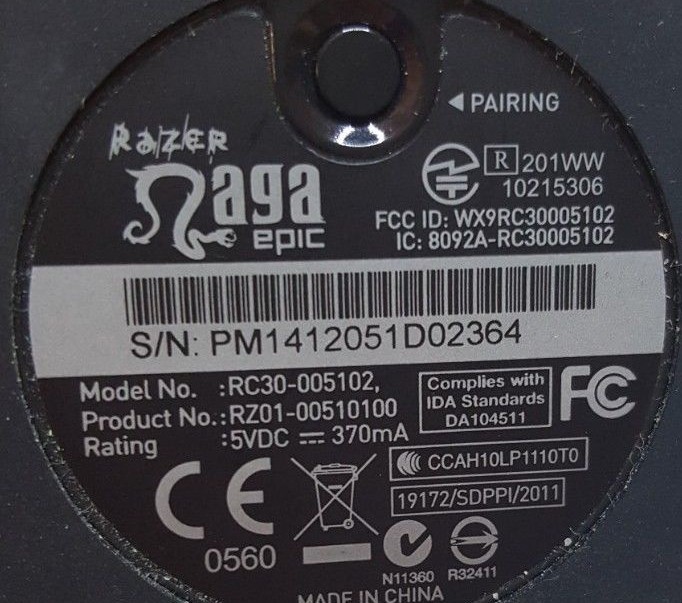 ◄ PAIRING
RAZER
Naga
epic
R 201WW
10215306
FCC ID: WX9RC30005102
IC: 8092A-RC30005102
S/N: PM1412051D02364
Model No. :RC30-005102,
Product No.:RZ01-00510100
Rating :5VDC ⎓ 370mA
Complies with
IDA Standards
DA104511
FC
CCAH10LP1110T0
19172/SDPPI/2011
CE
0560
N11360
R32411
MADE IN CHINA